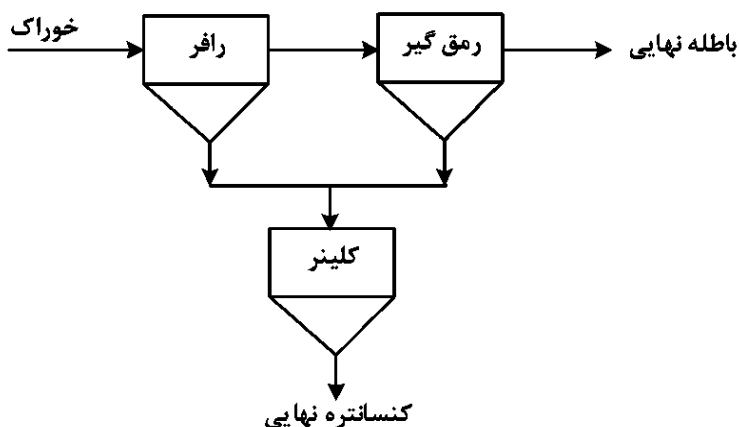 خوراک
رافر
رمق گیر
باطله نهایی
کلینر
کنسانتره نهایی